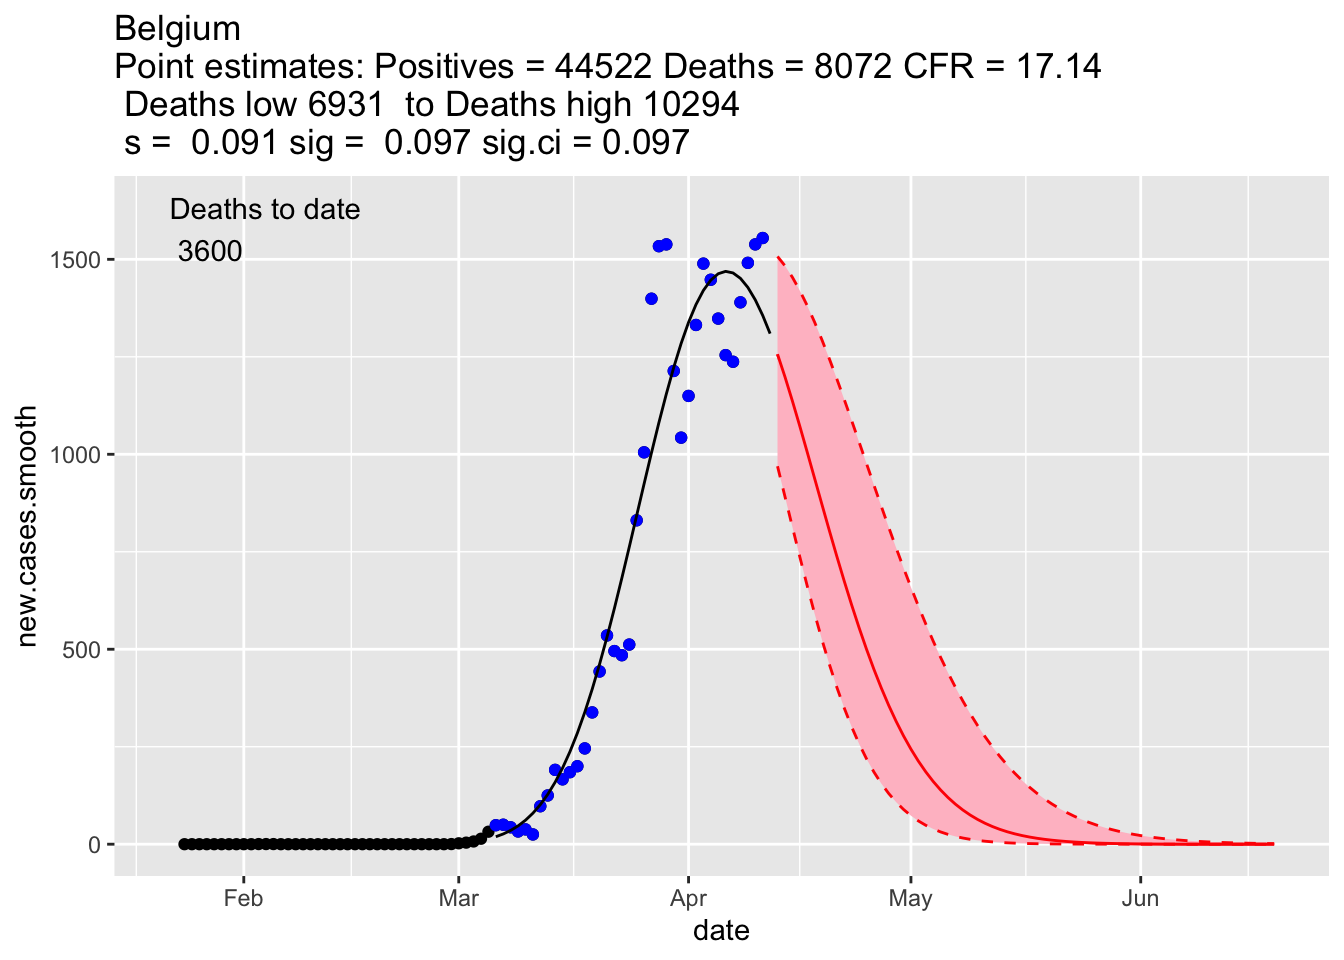 Belgium
Point estimates: Positives = 44522 Deaths = 8072 CFR = 17.14
Deaths low 6931  to Deaths high 10294
s =  0.091 sig =  0.097 sig.ci = 0.097
Deaths to date
3600
1500
1000
500
0
new.cases.smooth
Feb Mar Apr May Jun
date